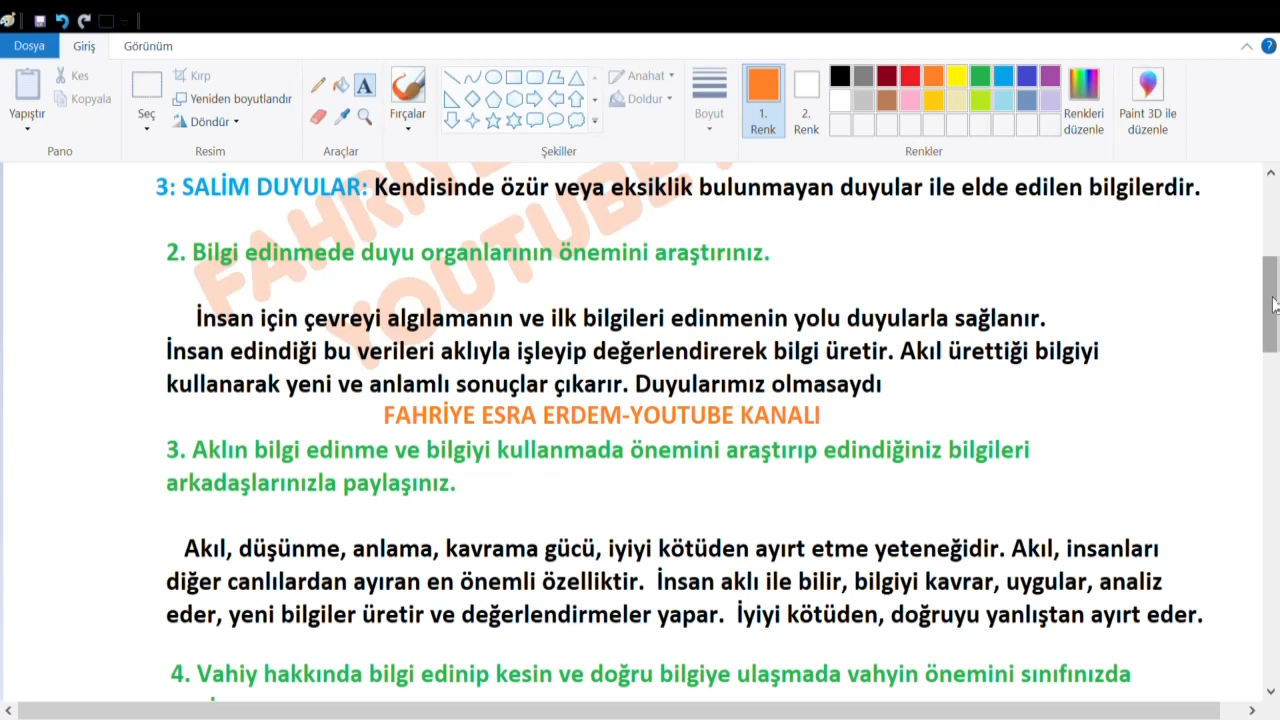 Dosya Giriş Görünüm ?
Kes
Kopyala
Yapıştır
Pano
Seç
Kırp
Yeniden boyutlandır
Döndür
Resim
A
Araçlar
Fırçalar
Anahat
Doldur
Şekiller
Boyut
1.
Renk
2.
Renk
Renkleri
düzenle
Renkler
Paint 3D ile
düzenle
3: SALİM DUYULAR: Kendisinde özür veya eksiklik bulunmayan duyular ile elde edilen bilgilerdir.
2. Bilgi edinmede duyu organlarının önemini araştırınız.
İnsan için çevreyi algılamanın ve ilk bilgileri edinmenin yolu duyularla sağlanır.
İnsan edindiği bu verileri aklıyla işleyip değerlendirerek bilgi üretir. Akıl ürettiği bilgiyi
kullanarak yeni ve anlamlı sonuçlar çıkarır. Duyularımız olmasaydı
FAHRİYE ESRA ERDEM-YOUTUBE KANALI
3. Aklın bilgi edinme ve bilgiyi kullanmada önemini araştırıp edindiğiniz bilgileri
arkadaşlarınızla paylaşınız.
Akıl, düşünme, anlama, kavrama gücü, iyiyi kötüden ayırt etme yeteneğidir. Akıl, insanları
diğer canlılardan ayıran en önemli özelliktir. İnsan aklı ile bilir, bilgiyi kavrar, uygular, analiz
eder, yeni bilgiler üretir ve değerlendirmeler yapar. İyiyi kötüden, doğruyu yanlıştan ayırt eder.
4. Vahiy hakkında bilgi edinip kesin ve doğru bilgiye ulaşmada vahyin önemini sınıfınızda
FAHRİYE
YOUTUBE